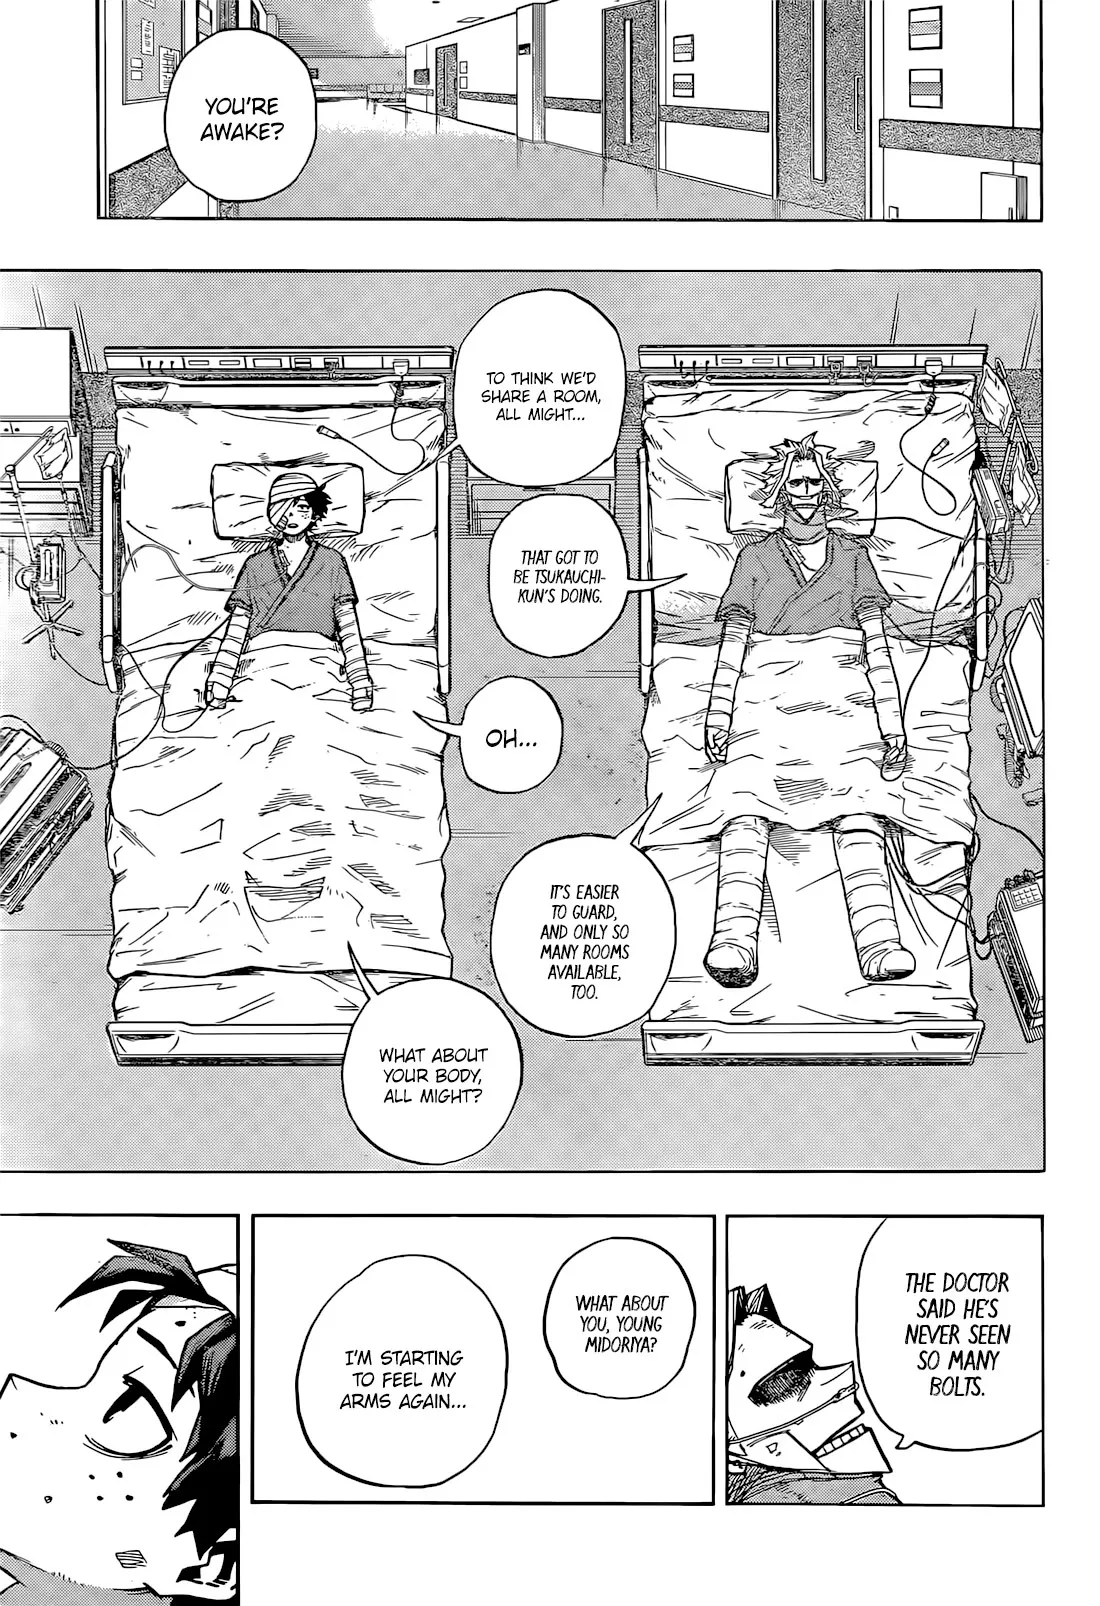 YOU'RE
AWAKE?
TO THINK WE'D
SHARE A ROOM,
ALL MIGHT...
THAT GOT TO
BE TSUKAUCHI-
KUN'S DOING.
OH...
IT'S EASIER
TO GUARD,
AND ONLY SO
MANY ROOMS
AVAILABLE,
TOO.
WHAT ABOUT
YOUR BODY,
ALL MIGHT?
THE DOCTOR
SAID HE'S
NEVER SEEN
SO MANY
BOLTS.
WHAT ABOUT
YOU, YOUNG
MIDORIYA?
I'M STARTING
TO FEEL MY
ARMS AGAIN...